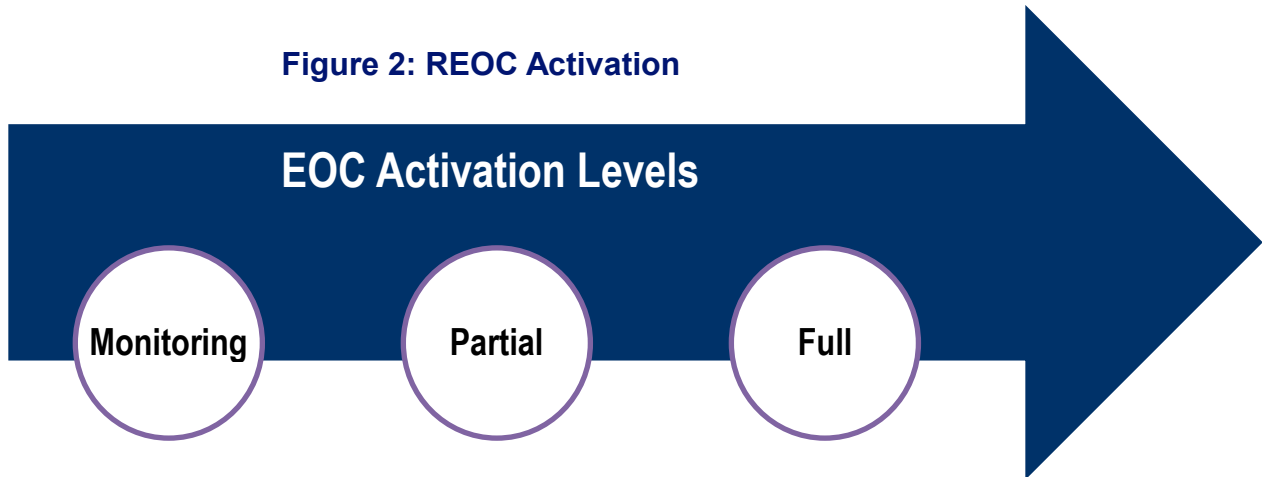 Figure 2: REOC Activation
EOC Activation Levels
Monitoring
Partial
Full